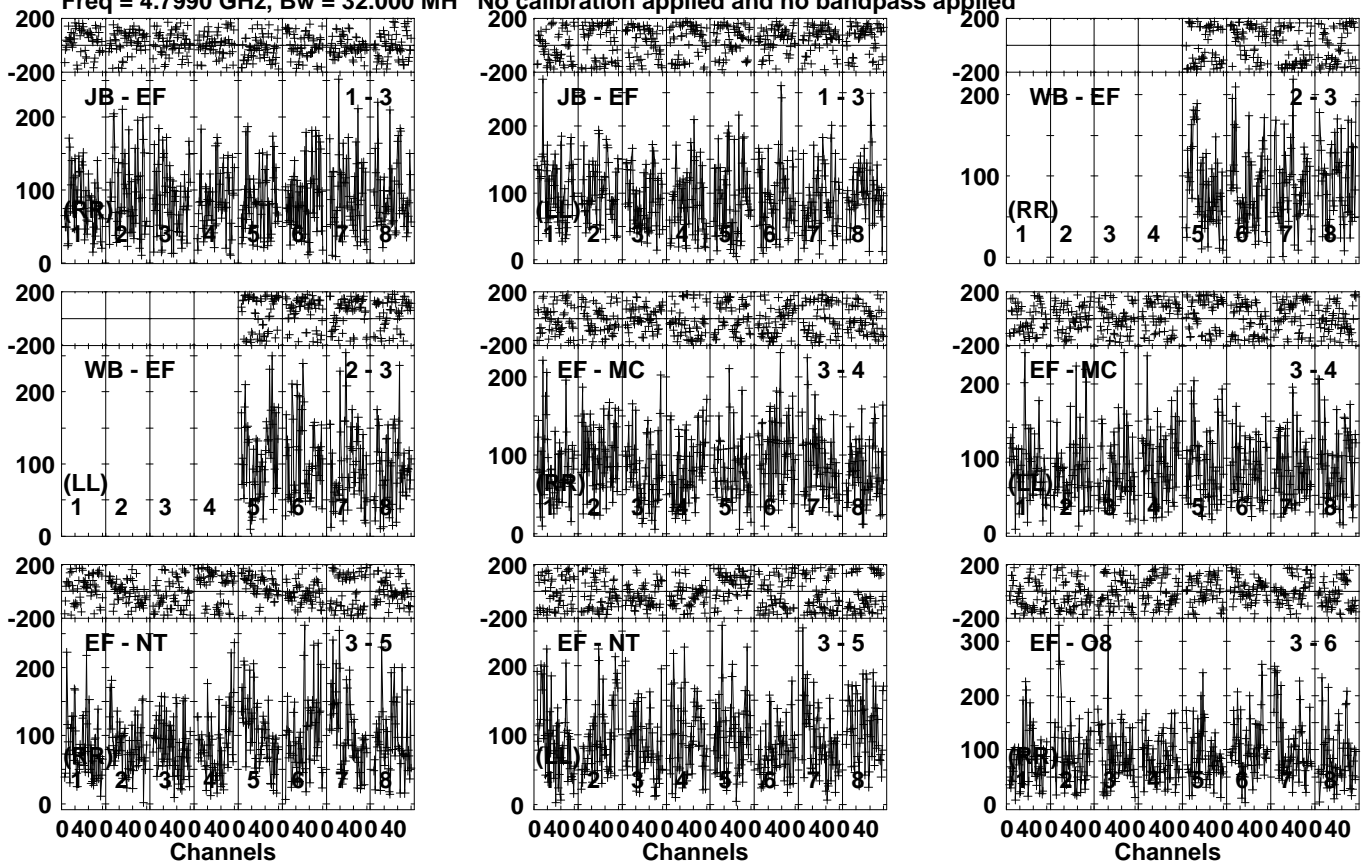 Freq = 4.7990 GHz, Bw = 32.000 MH No calibration applied and no bandpass applied
200
-200
JB - EF 1 - 3
200
100
0
(RR)
1 2 3 4 5 6 7 8
200
-200
JB - EF 1 - 3
200
100
0
(LL)
1 2 3 4 5 6 7 8
200
-200
WB - EF 2 - 3
200
100
0
(RR)
1 2 3 4 5 6 7 8
200
-200
WB - EF 2 - 3
200
100
0
(LL)
1 2 3 4 5 6 7 8
200
-200
EF - MC 3 - 4
200
100
0
(RR)
1 2 3 4 5 6 7 8
200
-200
EF - MC 3 - 4
200
100
0
(LL)
1 2 3 4 5 6 7 8
200
-200
EF - NT 3 - 5
200
100
0
(RR)
1 2 3 4 5 6 7 8
0 40 0 40 0 40 0 40 0 40 0 40 0 40 0 40
Channels
200
-200
EF - NT 3 - 5
200
100
0
(LL)
1 2 3 4 5 6 7 8
0 40 0 40 0 40 0 40 0 40 0 40 0 40 0 40
Channels
200
-200
EF - O8 3 - 6
300
200
100
0
(RR)
1 2 3 4 5 6 7 8
0 40 0 40 0 40 0 40 0 40 0 40 0 40 0 40
Channels